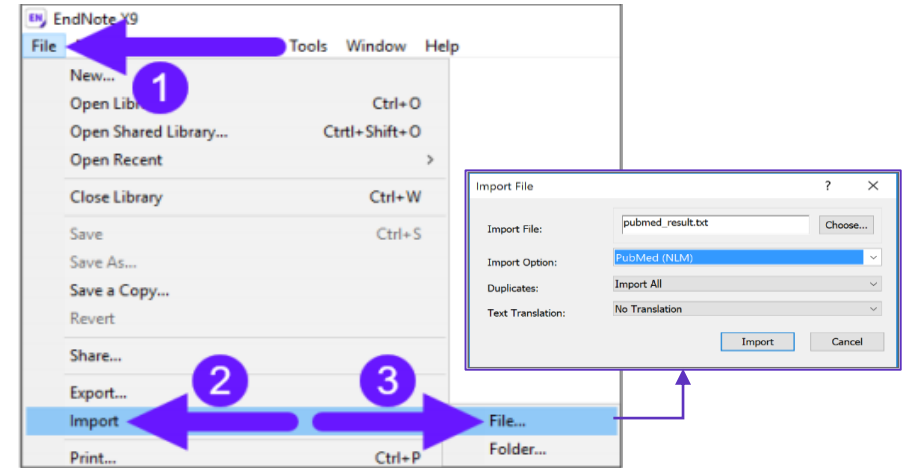 EN EndNote X9
File Tools Window Help
1
New...
Open Lib
Ctrl+O
Open Shared Library... Ctrtl+Shift+O
Open Recent >
Close Library Ctrl+W
Save Ctrl+S
Save As...
Save a Copy...
Revert
Share...
2
3
Export...
Import
File...
Print... Ctrl+P
Folder...
Import File ? ×
Import File: pubmed_result.txt Choose...
Import Option: PubMed (NLM)
Duplicates: Import All
Text Translation: No Translation
Import Cancel